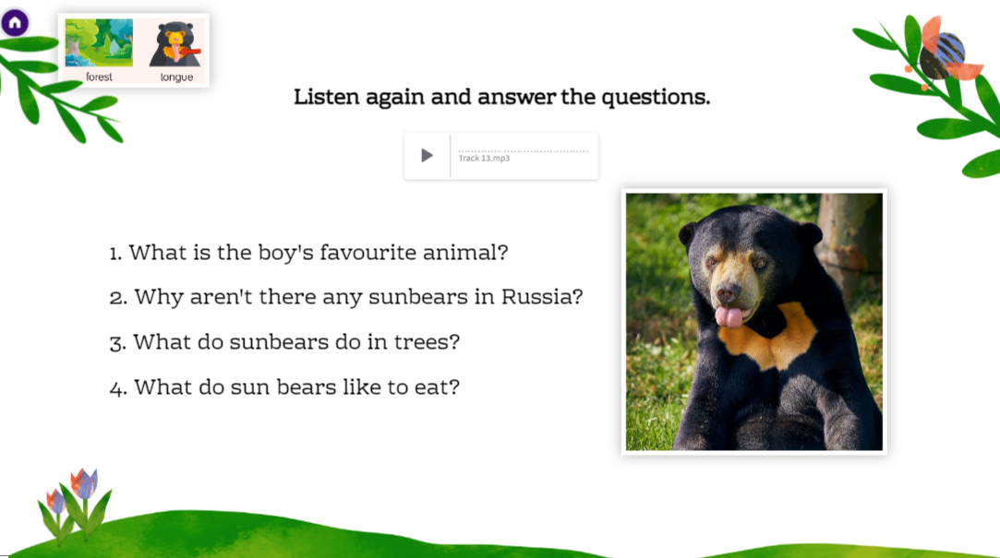 forest
tongue
Listen again and answer the questions.
Track 13.mp3
1. What is the boy's favourite animal?
2. Why aren't there any sunbears in Russia?
3. What do sunbears do in trees?
4. What do sun bears like to eat?